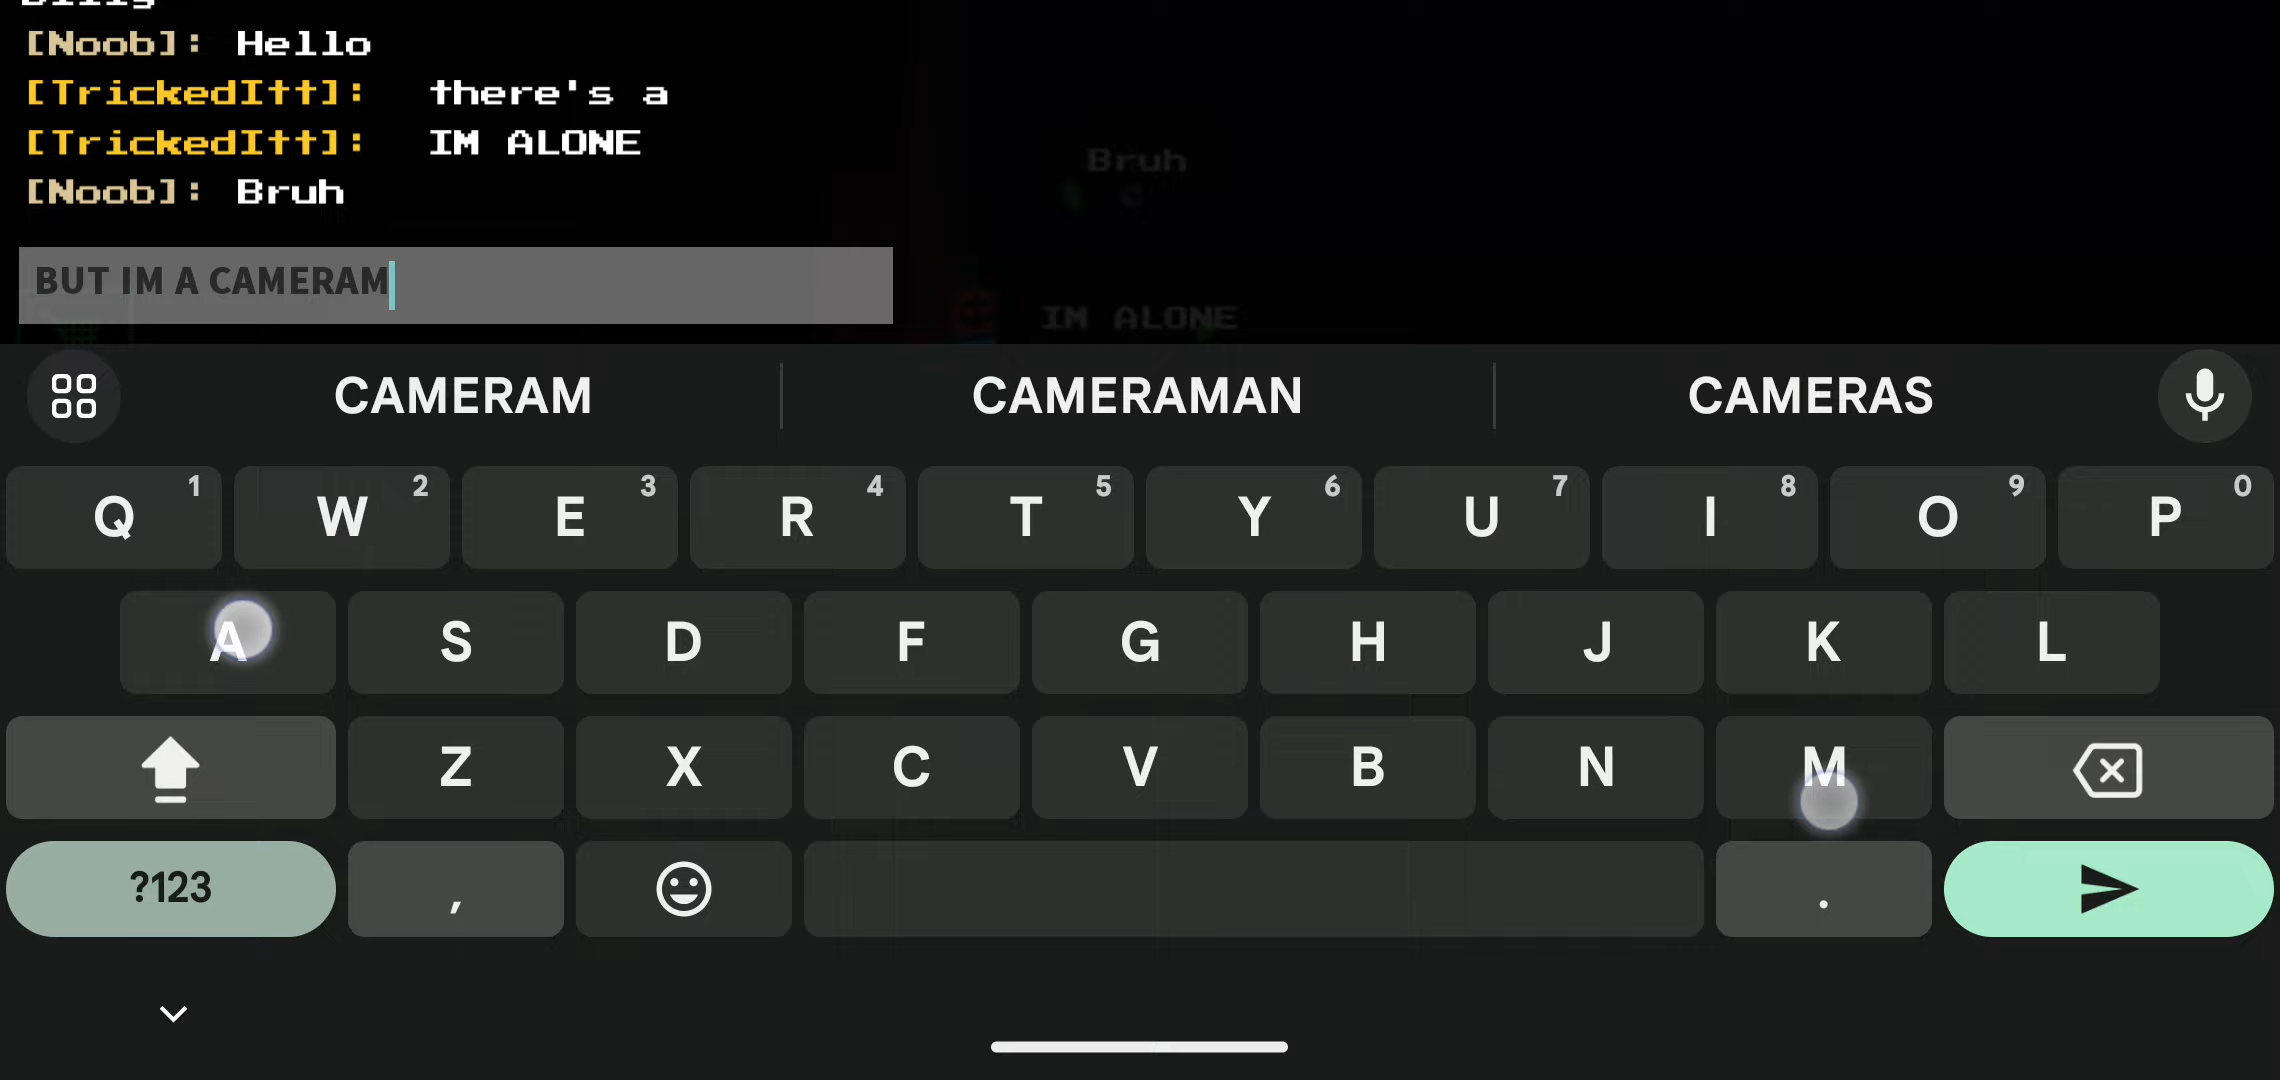 [Noob]: Hello
[TrickedItt]: there's a
[TrickedItt]: IM ALONE
[Noob]: Bruh
Bruh
BUT IM A CAMERAM
IM ALONE
CAMERAM CAMERAMAN CAMERAS
Q 1 W 2 E 3 R 4 T 5 Y 6 U 7 I 8 O 9 P 0
A S D F G H J K L
Z X C V B N M
?123 , .